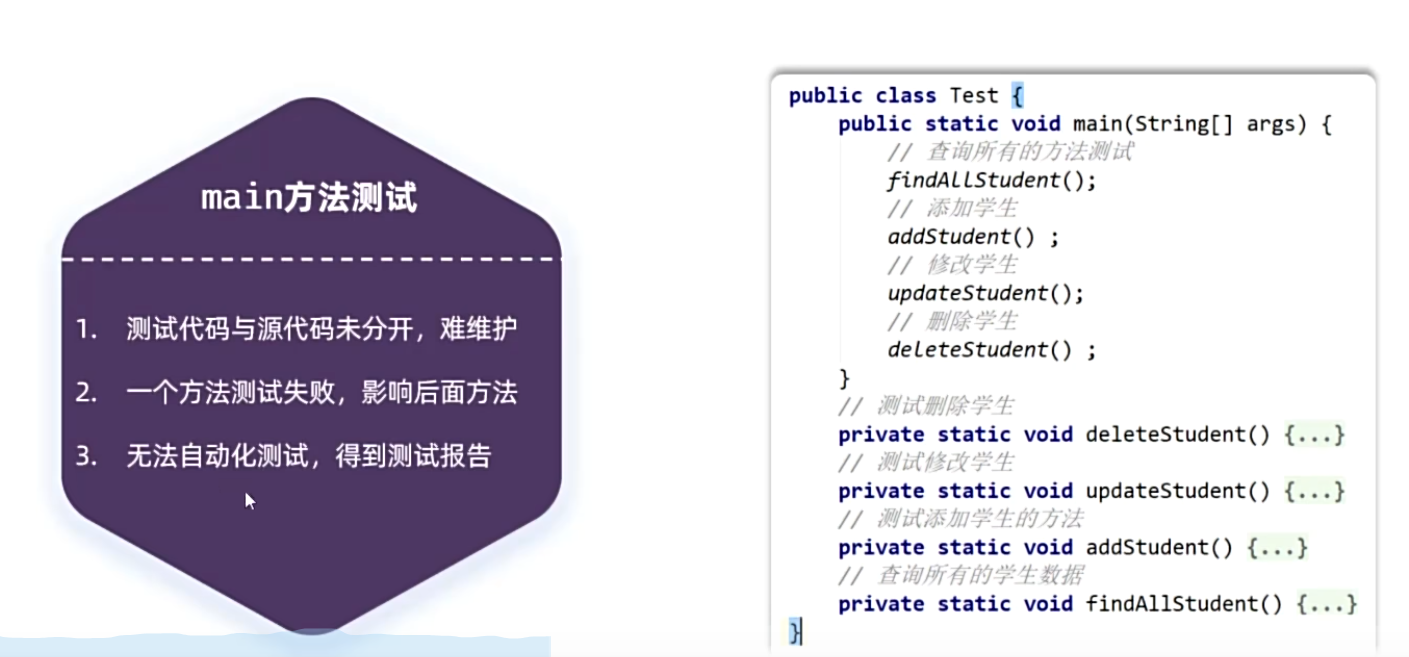 main方法测试
1. 测试代码与源代码未分开，难维护
2. 一个方法测试失败，影响后面方法
3. 无法自动化测试，得到测试报告
public class Test {
public static void main(String[] args) {
// 查询所有的方法测试
findAllStudent();
// 添加学生
addStudent() ;
// 修改学生
updateStudent();
// 删除学生
deleteStudent() ;
}
// 测试删除学生
private static void deleteStudent() {...}
// 测试修改学生
private static void updateStudent() {...}
// 测试添加学生的方法
private static void addStudent() {...}
// 查询所有的学生数据
private static void findAllStudent() {...}
}